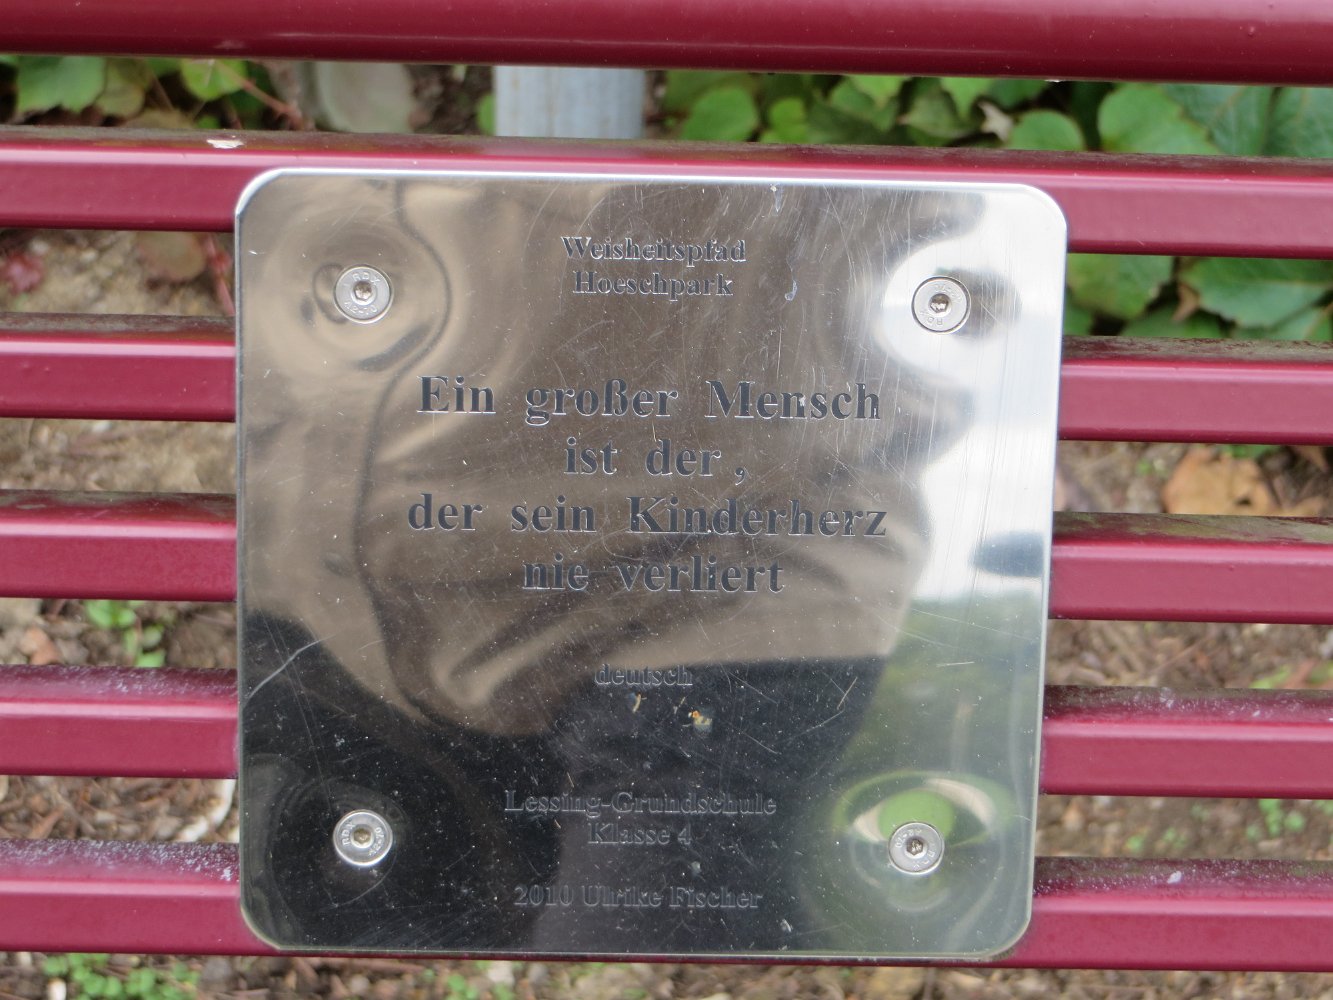 Weisheitspfad
Hoeschpark
Ein großer Mensch
ist der ,
der sein Kinderherz
nie verliert
deutsch
Lessing-Grundschule
Klasse 4
2010 Ulrike Fischer